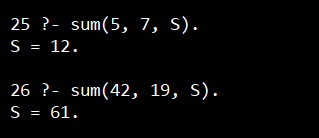 25 ?- sum(5, 7, S).
S = 12.
26 ?- sum(42, 19, S).
S = 61.